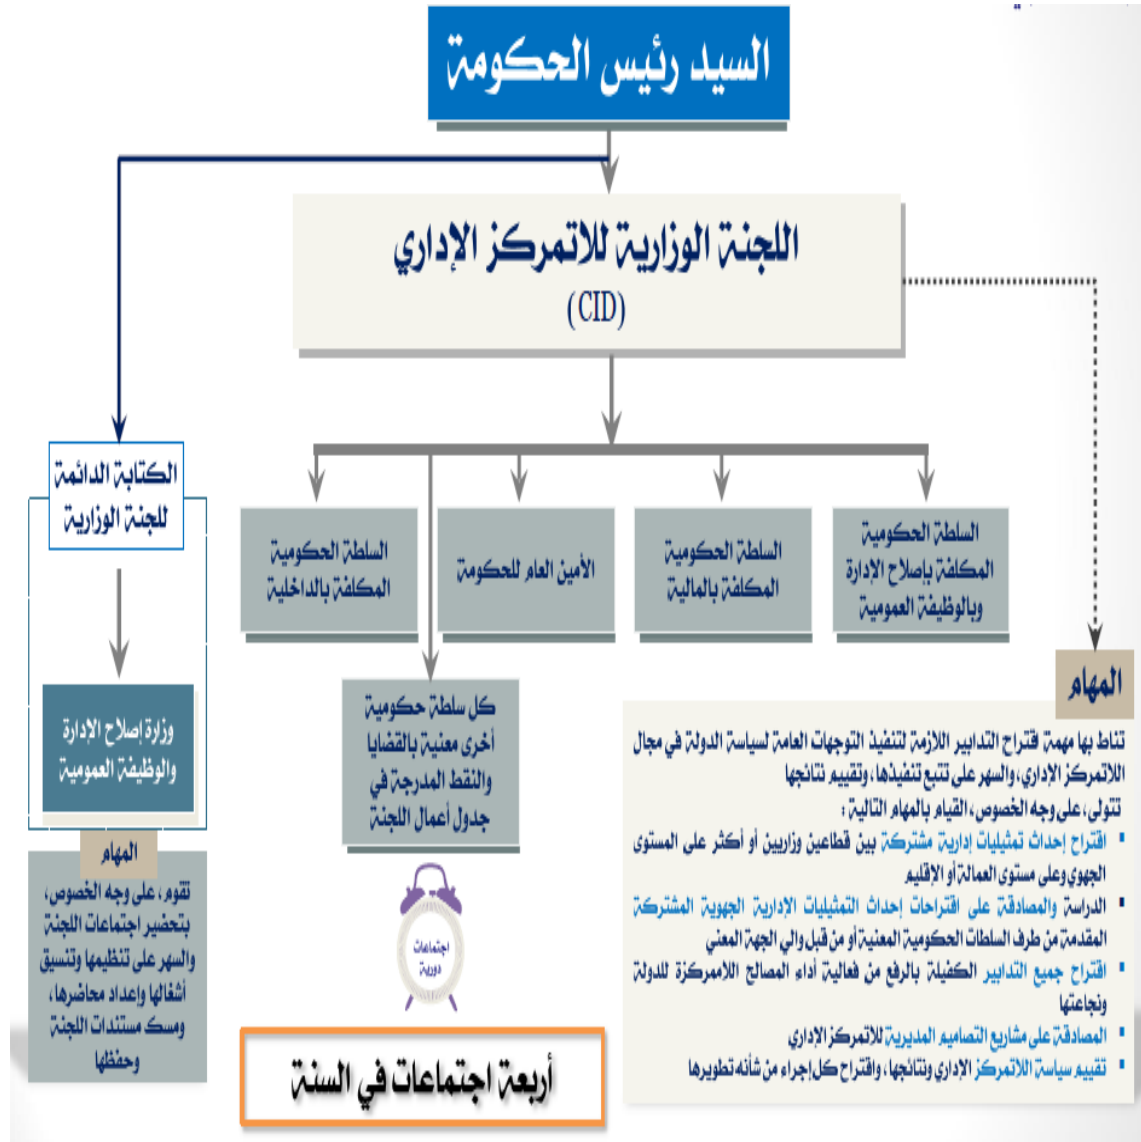 السيد رئيس الحكومة
اللجنة الوزارية للاتمركز الإداري
(CID)
الكتابة الدائمة
للجنة الوزارية
السلطة الحكومية
المكلفة بإصلاح الإدارة
وبالوظيفة العمومية
السلطة الحكومية
المكلفة بالمالية
الأمين العام للحكومة
السلطة الحكومية
المكلفة بالداخلية
كل سلطة حكومية
أخرى معنية بالقضايا
والنقط المدرجة في
جدول أعمال اللجنة
وزارة إصلاح الإدارة
والوظيفة العمومية
المهام
تناط بها مهمة قتراح التدابير اللازمة لتنفيذ التوجهات العامة لسياسة الدولة في مجال
اللاتمركز الإداري، والسهر على تتبع تنفيذها، وتقييم نتائجها
تتولى، على وجه الخصوص، القيام بالمهام التالية :
اقتراح إحداث تمثيليات إدارية مشتركة بين قطاعين وزاريين أو أكثر على المستوى
الجهوي وعلى مستوى العمالة أو الإقليم
الدراسة والمصادقة على اقتراحات إحداث التمثيليات الإدارية الجهوية المشتركة
المقدمة من طرف السلطات الحكومية المعنية أو من قبل والي الجهة المعني
اقتراح جميع التدابير الكفيلة بالرفع من فعالية أداء المصالح اللاممركزة للدولة
ونجاعتها
المصادقة على مشاريع التصاميم المديرية للاتمركز الإداري
تقييم سياسة اللاتمركز الإداري ونتائجها، واقتراح كل إجراء من شأنه تطويرها
المهام
تقوم، على وجه الخصوص،
بتحضير اجتماعات اللجنة
والسهر على تنظيمها وتنسيق
أشغالها وإعداد محاضرها،
ومسك مستندات اللجنة
وحفظها
اجتماعات
دورية
أربعة اجتماعات في السنة